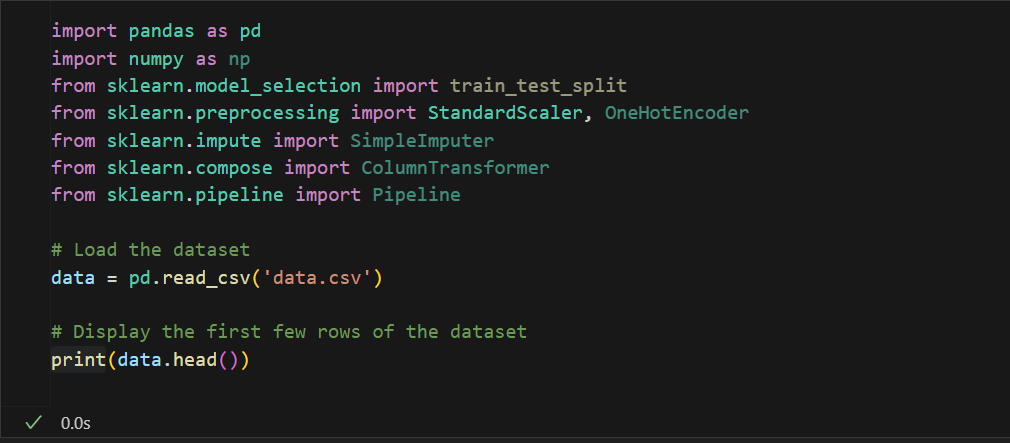 import pandas as pd
import numpy as np
from sklearn.model_selection import train_test_split
from sklearn.preprocessing import StandardScaler, OneHotEncoder
from sklearn.impute import SimpleImputer
from sklearn.compose import ColumnTransformer
from sklearn.pipeline import Pipeline

# Load the dataset
data = pd.read_csv('data.csv')

# Display the first few rows of the dataset
print(data.head())
0.0s